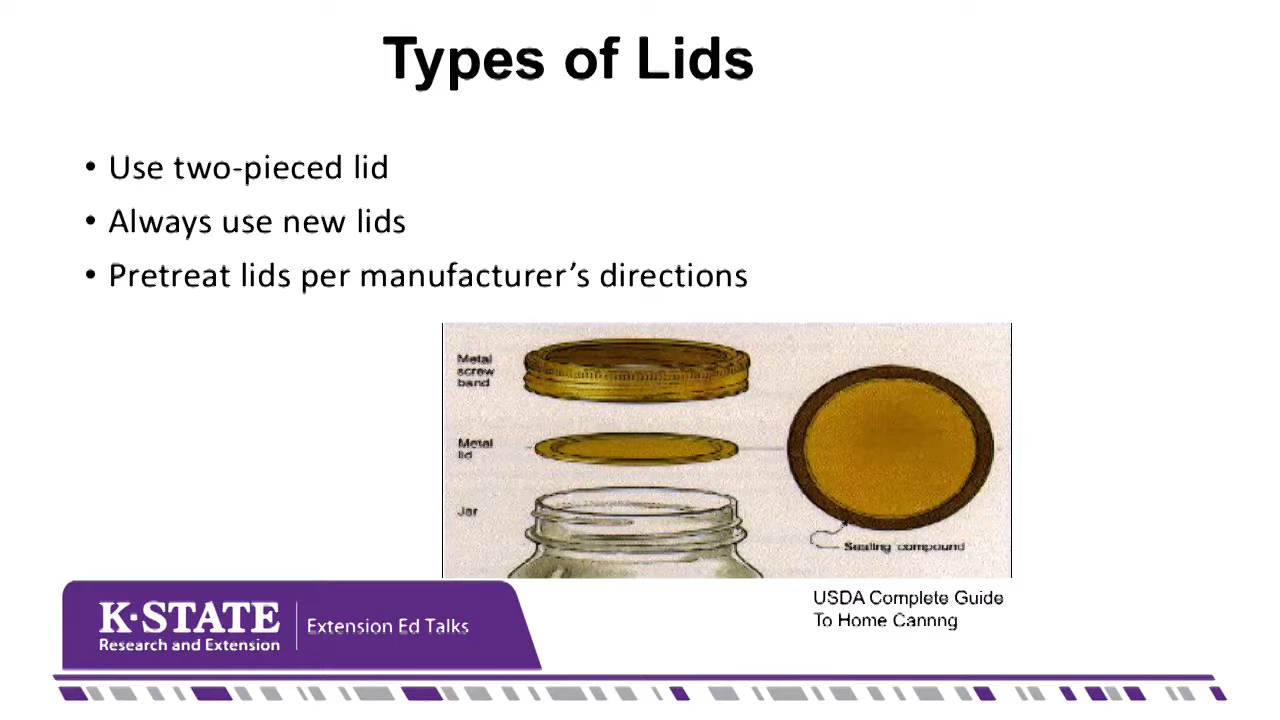 Types of Lids
• Use two-pieced lid
• Always use new lids
• Pretreat lids per manufacturer’s directions
Metal
screw
band
Metal
lid
Jar
Sealing compound
USDA Complete Guide
To Home Cannng
K-STATE
Research and Extension
Extension Ed Talks